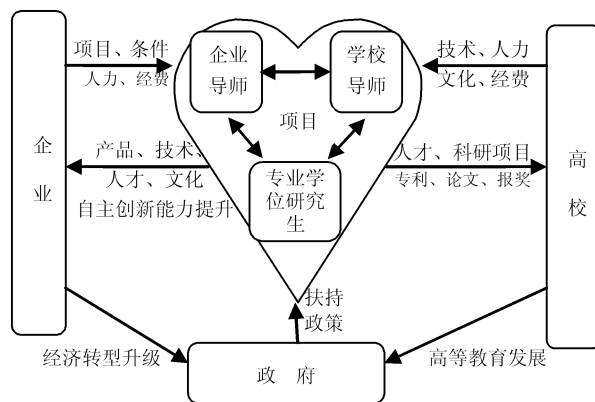 项目、条件
人力、经费
企业
导师
学校
导师
技术、人力
文化、经费
项目
企
业
产品、技术、
人才、文化
自主创新能力提升
专业学
位研究
生
人才、科研项目
专利、论文、报奖
高
校
扶持
政策
经济转型升级
政 府
高等教育发展